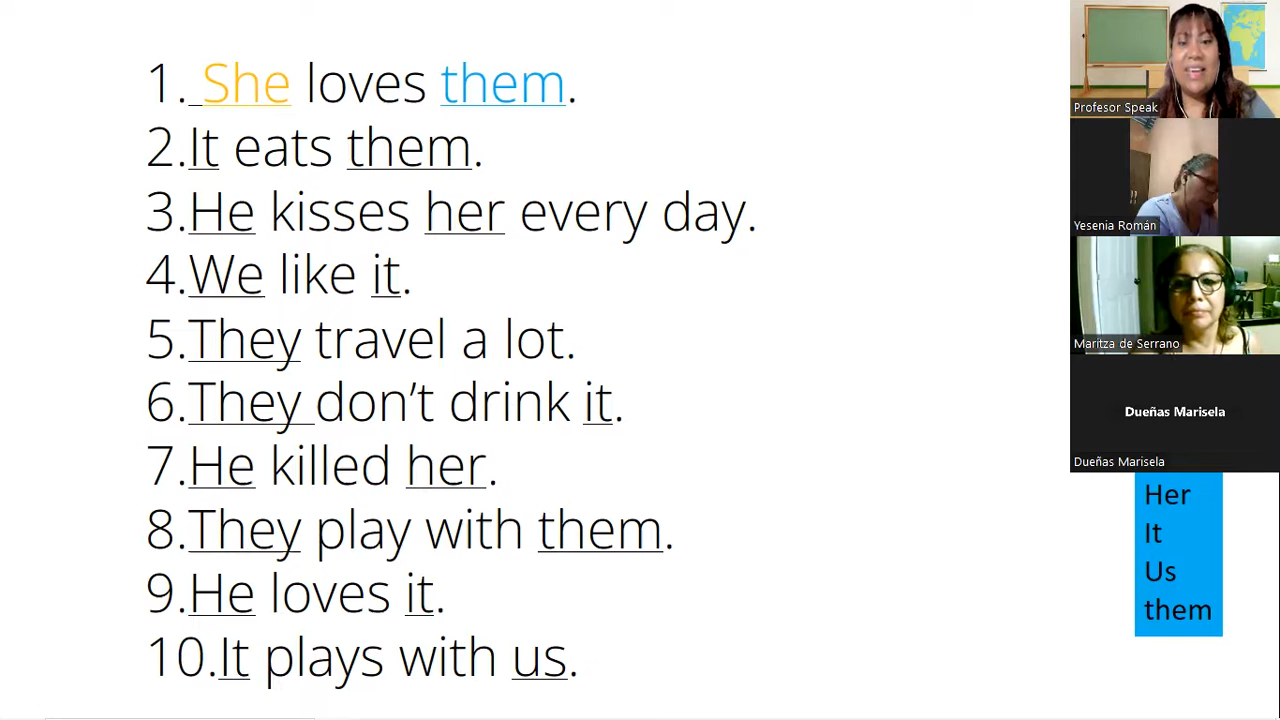 1. She loves them.
2.It eats them.
3.He kisses her every day.
4.We like it.
5.They travel a lot.
6.They don’t drink it.
7.He killed her.
8.They play with them.
9.He loves it.
10.It plays with us.
Profesor Speak
Yesenia Román
Maritza de Serrano
Dueñas Marisela
Dueñas Marisela
Her
It
Us
them